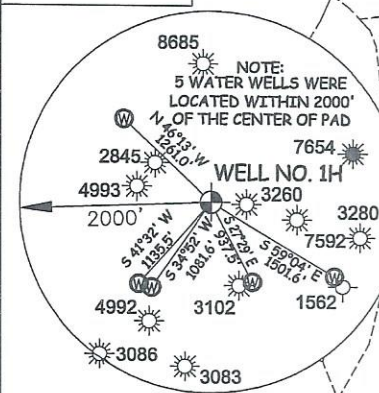 8685
NOTE:
5 WATER WELLS WERE
LOCATED WITHIN 2000'
OF THE CENTER OF PAD
W
N 46°13' W
1261.0'
7654
2845
WELL NO. 1H
4993
3260
2000'
3280
7592
S 41°32' W
1135.5'
S 34°52' W
1081.6'
S 27°29' E
937.5'
S 59°04' E
1501.6'
W
W
W
W
4992
3102
1562
3086
3083